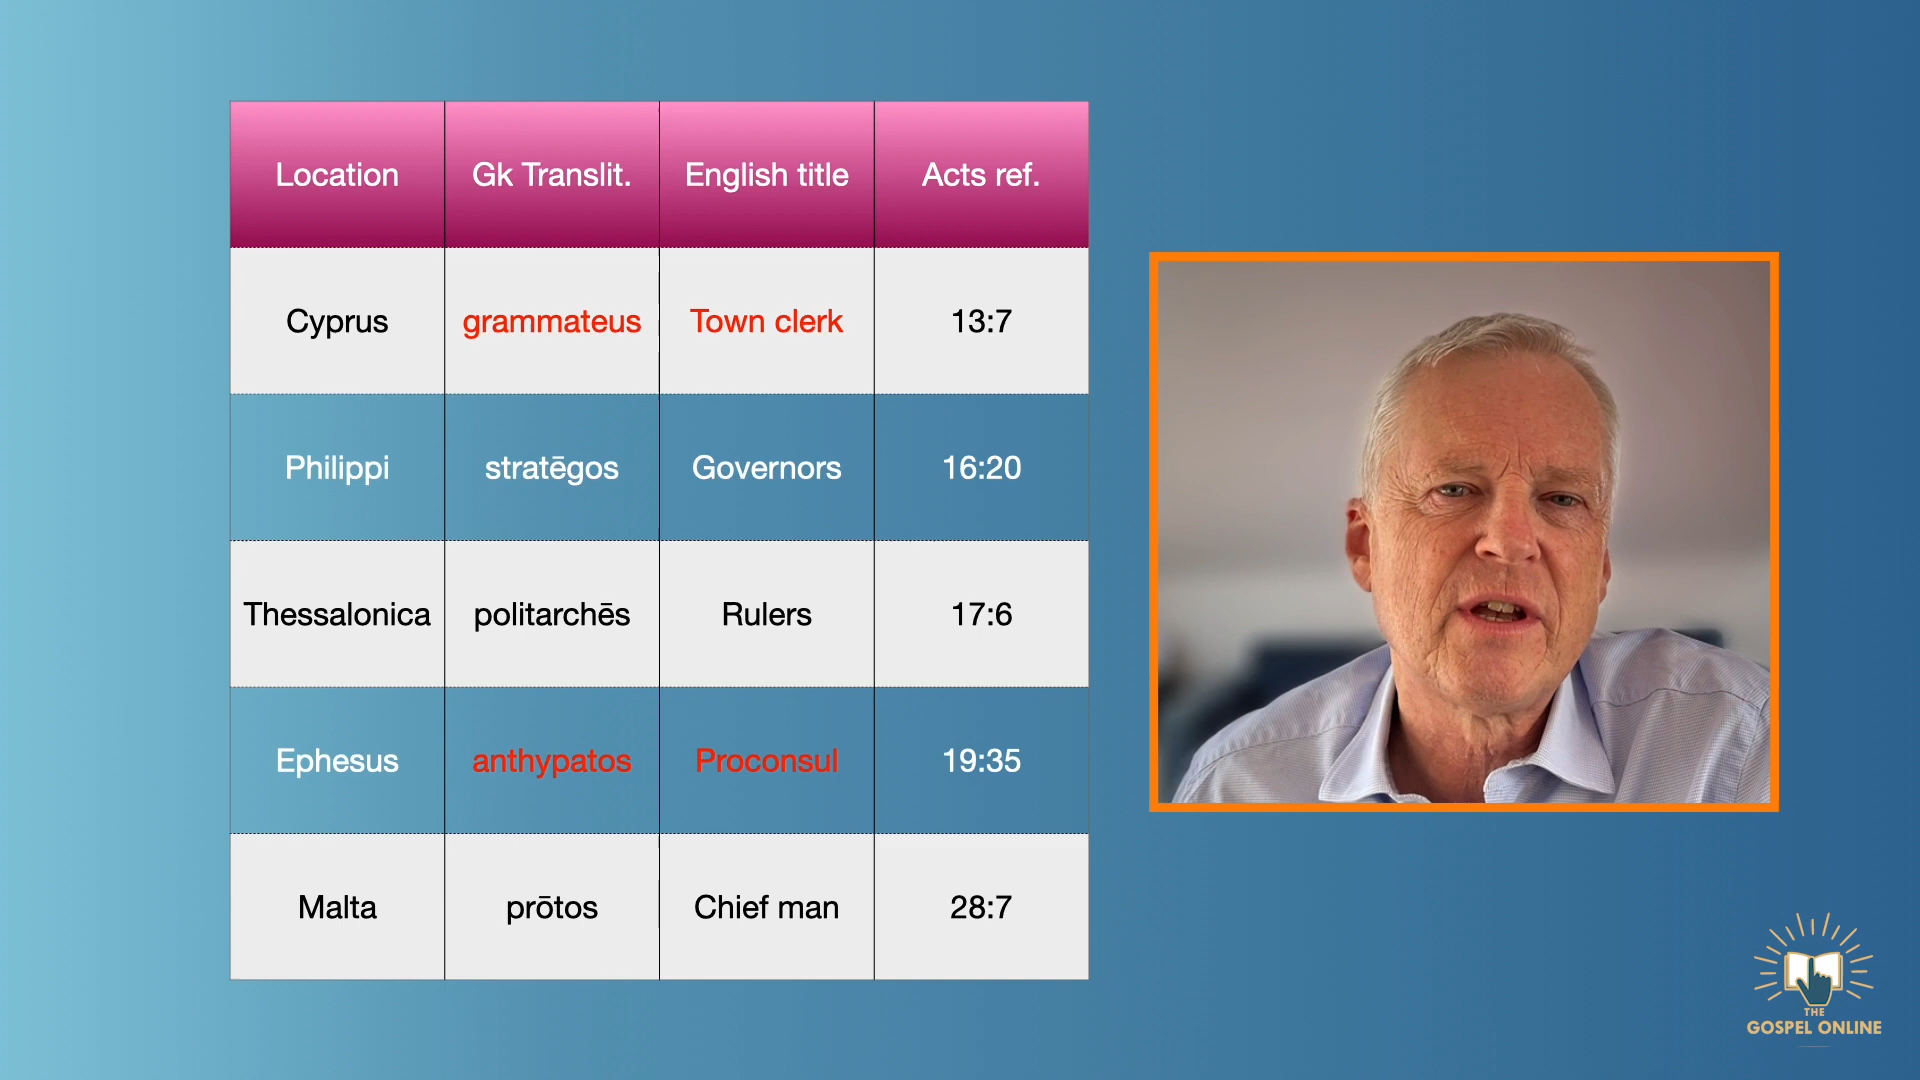 Location Gk Translit. English title Acts ref.
Cyprus grammateus Town clerk 13:7
Philippi stratēgos Governors 16:20
Thessalonica politarchēs Rulers 17:6
Ephesus anthypatos Proconsul 19:35
Malta prōtos Chief man 28:7
THE
GOSPEL ONLINE